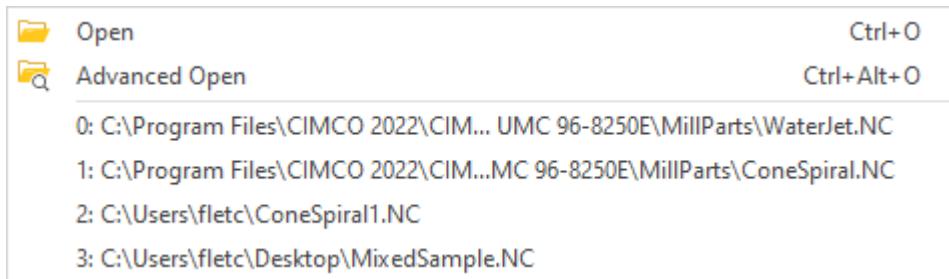 Open Ctrl+O
Advanced Open Ctrl+Alt+O
0: C:\Program Files\CIMCO 2022\CIM... UMC 96-8250E\MillParts\WaterJet.NC
1: C:\Program Files\CIMCO 2022\CIM...MC 96-8250E\MillParts\ConeSpiral.NC
2: C:\Users\fletc\ConeSpiral1.NC
3: C:\Users\fletc\Desktop\MixedSample.NC